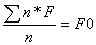 ∑ n * F / n = F0